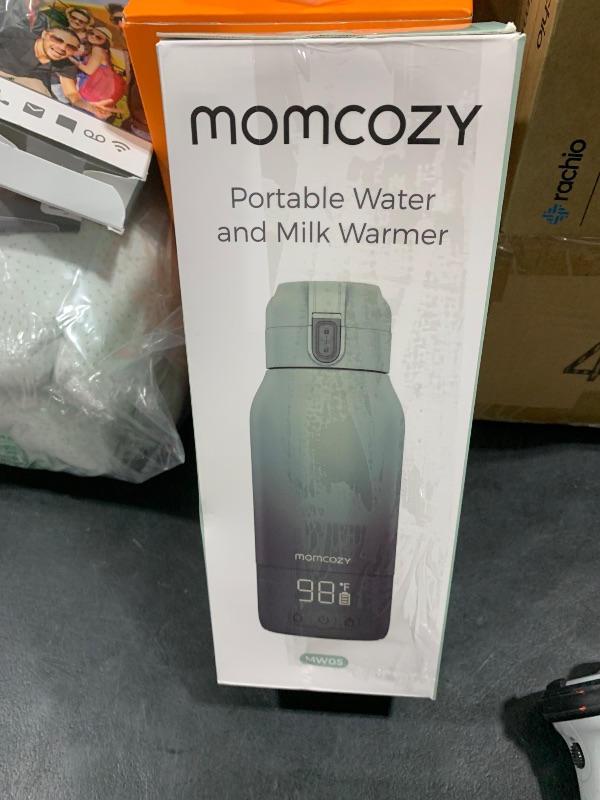 momcozy
Portable Water
and Milk Warmer
momcozy
98°F
MW05
rachio